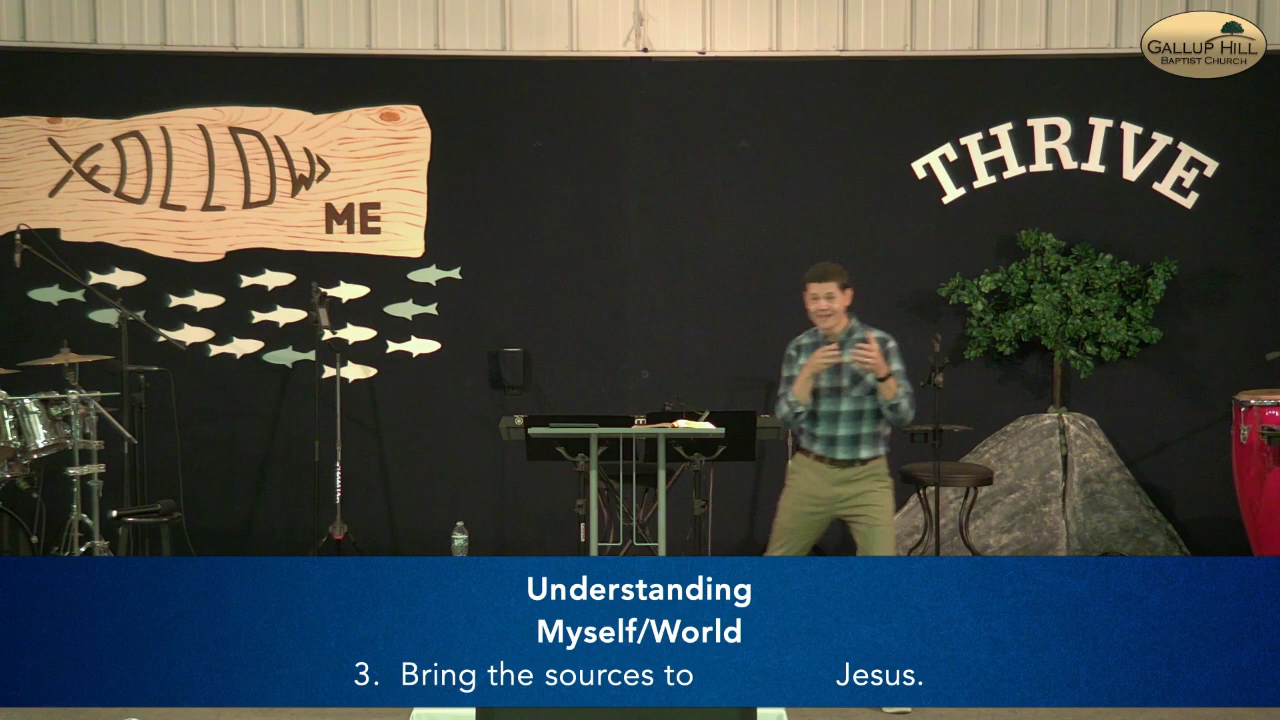 GALLUP HILL
BAPTIST CHURCH
FOLLOW
ME
THRIVE
Understanding
Myself/World
3. Bring the sources to Jesus.